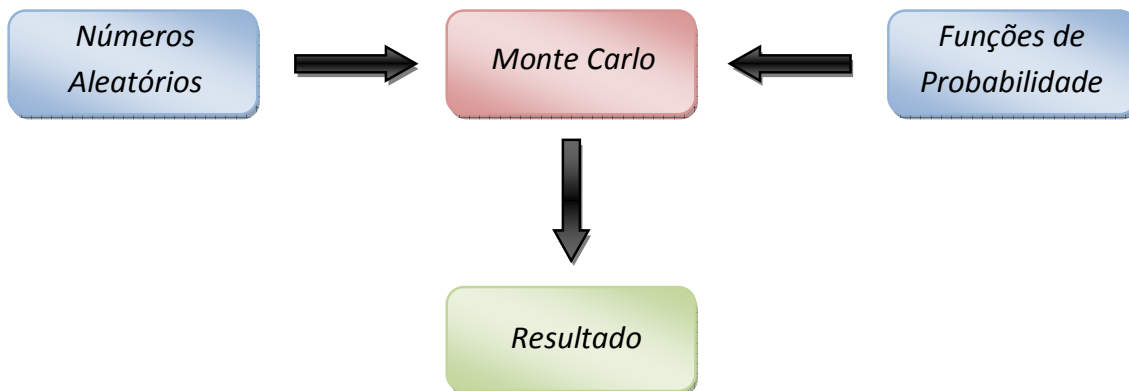 Números
Aleatórios
Monte Carlo
Funções de
Probabilidade
Resultado